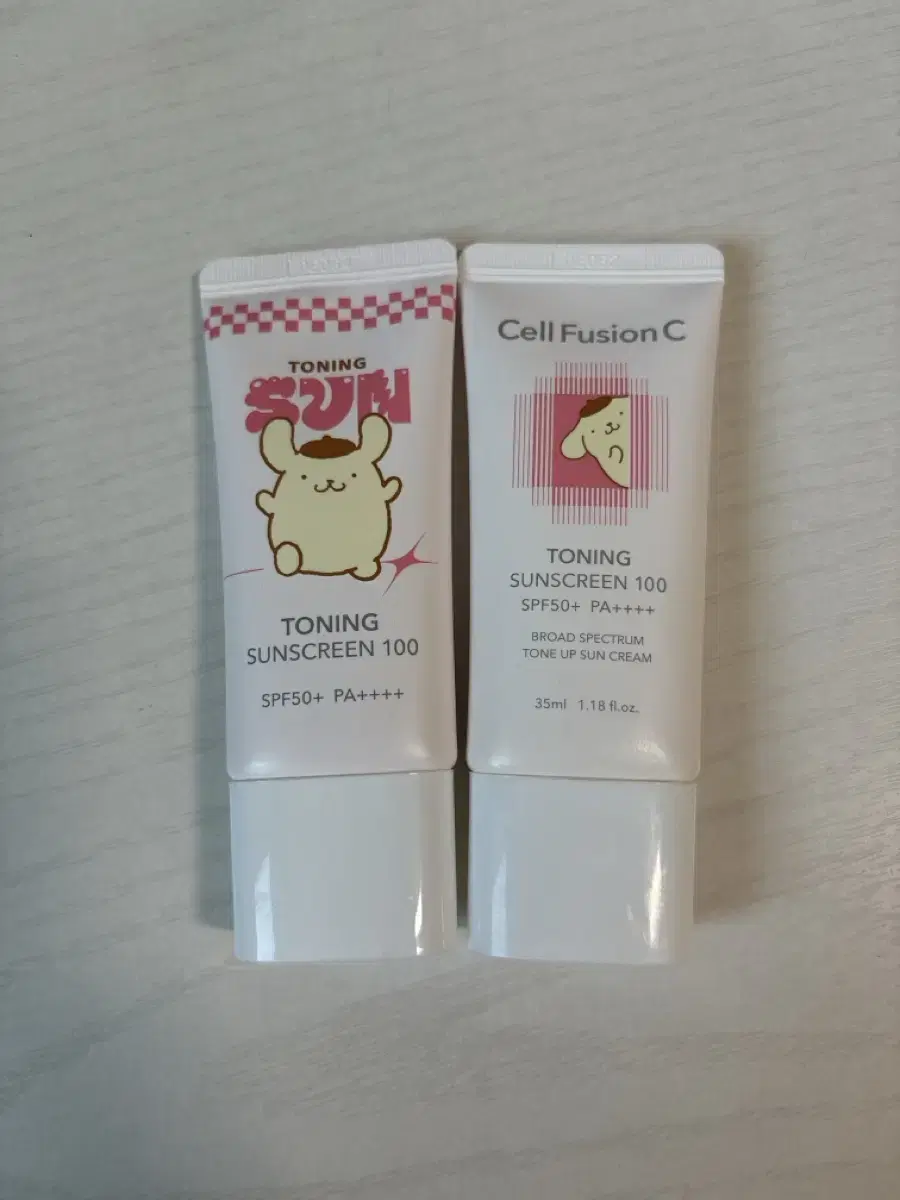 TONING
SUN
TONING
SUNSCREEN 100
SPF50+ PA++++
Cell Fusion C
TONING
SUNSCREEN 100
SPF50+ PA++++
BROAD SPECTRUM
TONE UP SUN CREAM
35ml 1.18 fl.oz.